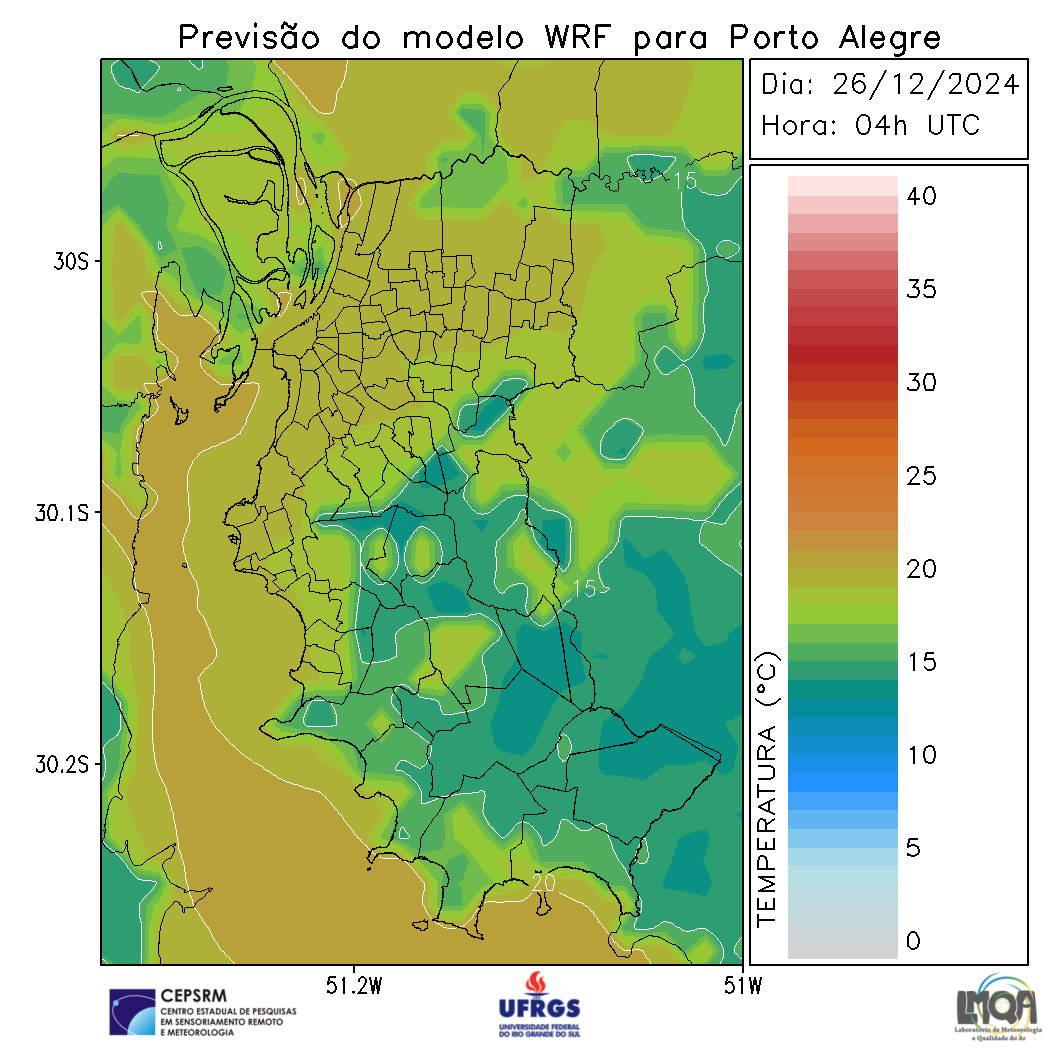 Previsão do modelo WRF para Porto Alegre
Dia: 26/12/2024
Hora: 04h UTC
15
30S
30.1S
15
30.2S
20
51.2W
51W
TEMPERATURA (°C)
40
35
30
25
20
15
10
5
0
CEPSRM
CENTRO ESTADUAL DE PESQUISAS
EM SENSORIAMENTO REMOTO
E METEOROLOGIA
UFRGS
UNIVERSIDADE FEDERAL
DO RIO GRANDE DO SUL
LMQA
Laboratório de Meteorologia
e Qualidade do Ar